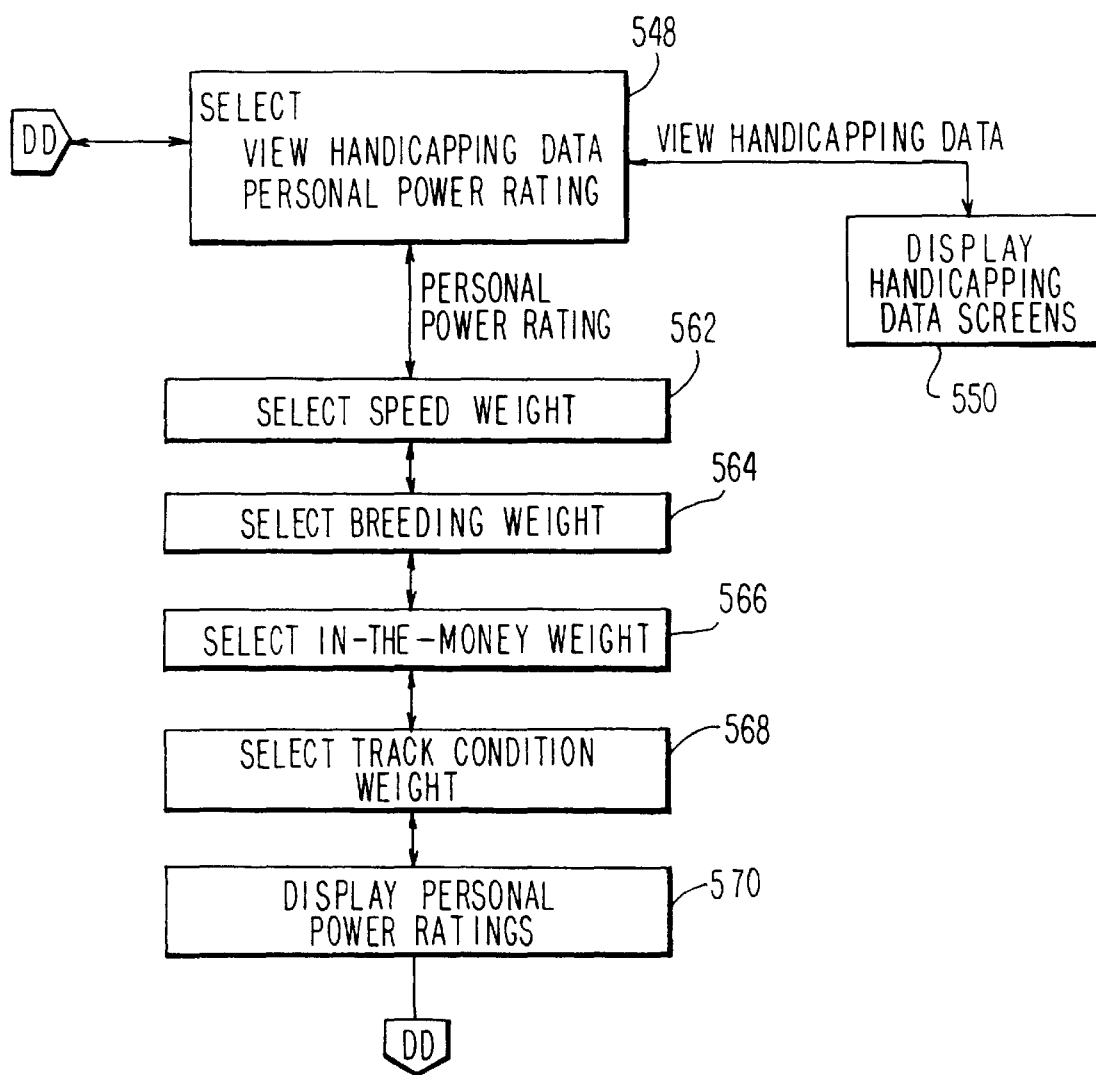 548
DD
SELECT
VIEW HANDICAPPING DATA
PERSONAL POWER RATING
VIEW HANDICAPPING DATA
DISPLAY
HANDICAPPING
DATA SCREENS
550
PERSONAL
POWER RATING
562
SELECT SPEED WEIGHT
564
SELECT BREEDING WEIGHT
566
SELECT IN-THE-MONEY WEIGHT
568
SELECT TRACK CONDITION
WEIGHT
570
DISPLAY PERSONAL
POWER RATINGS
DD